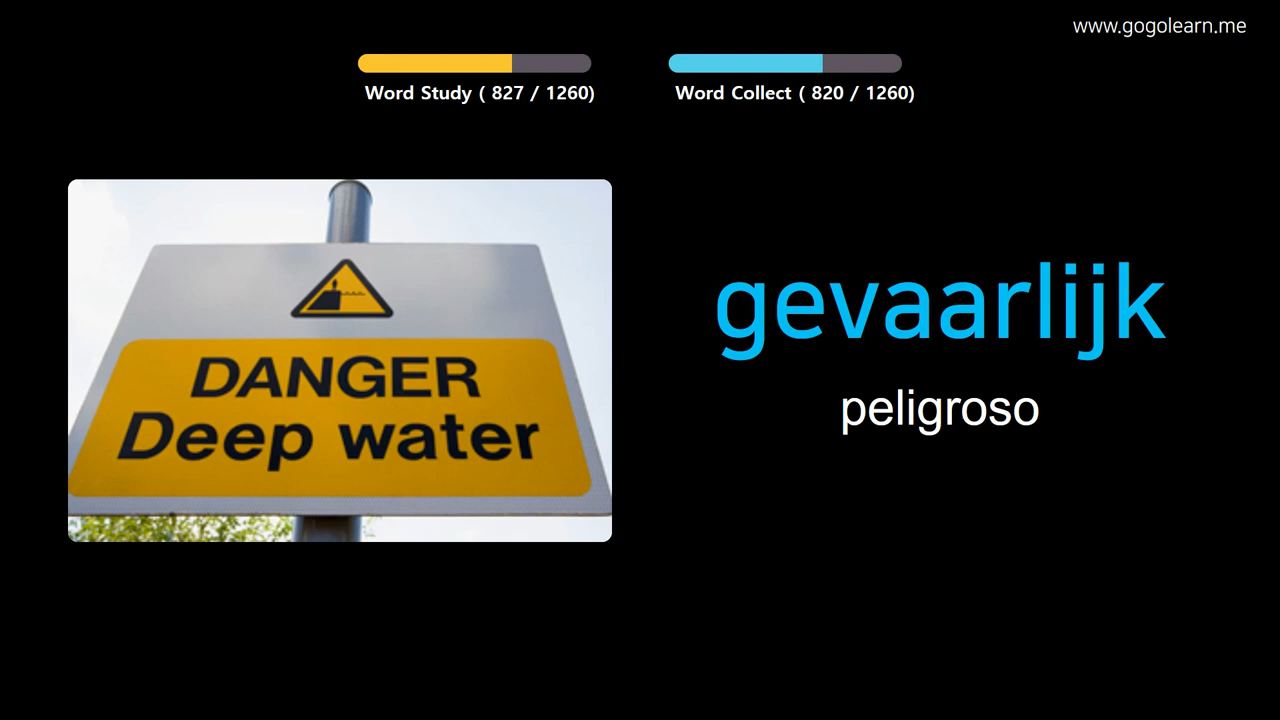 www.gogolearn.me
Word Study ( 827 / 1260)
Word Collect ( 820 / 1260)
DANGER
Deep water
gevaarlijk
peligroso